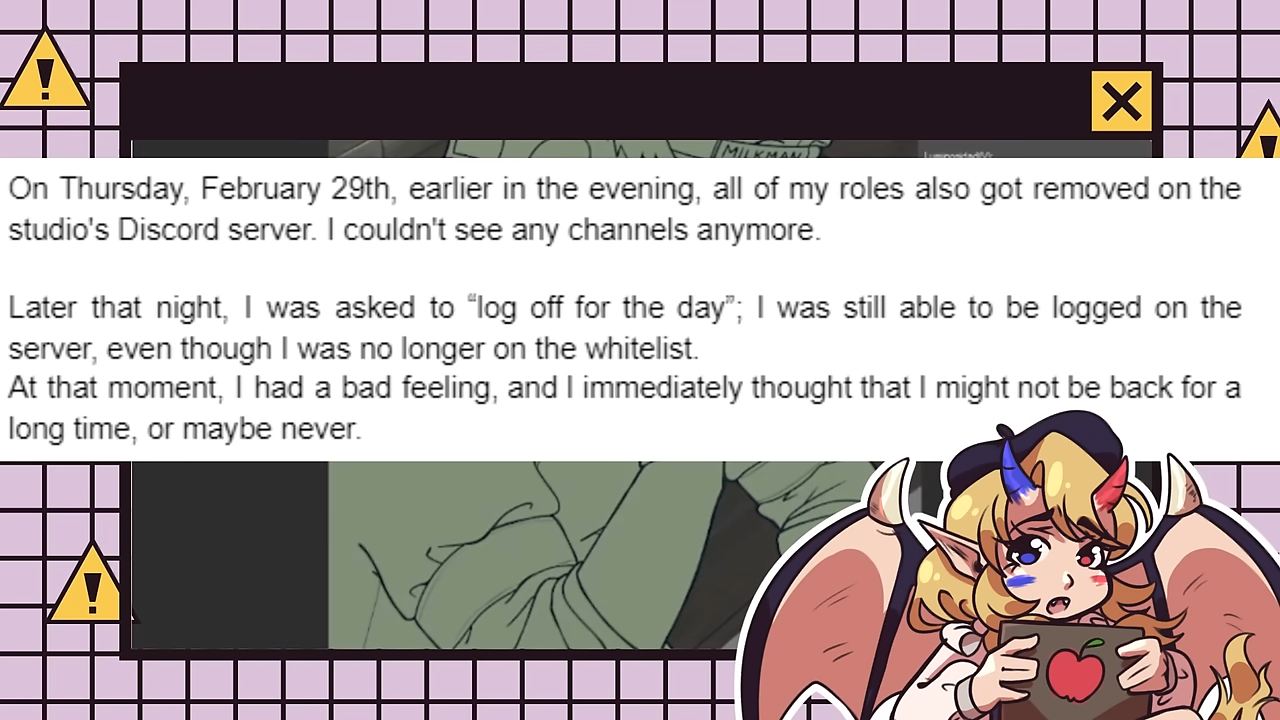 MILKMAN
On Thursday, February 29th, earlier in the evening, all of my roles also got removed on the
studio's Discord server. I couldn't see any channels anymore.
Later that night, I was asked to “log off for the day”; I was still able to be logged on the
server, even though I was no longer on the whitelist.
At that moment, I had a bad feeling, and I immediately thought that I might not be back for a
long time, or maybe never.